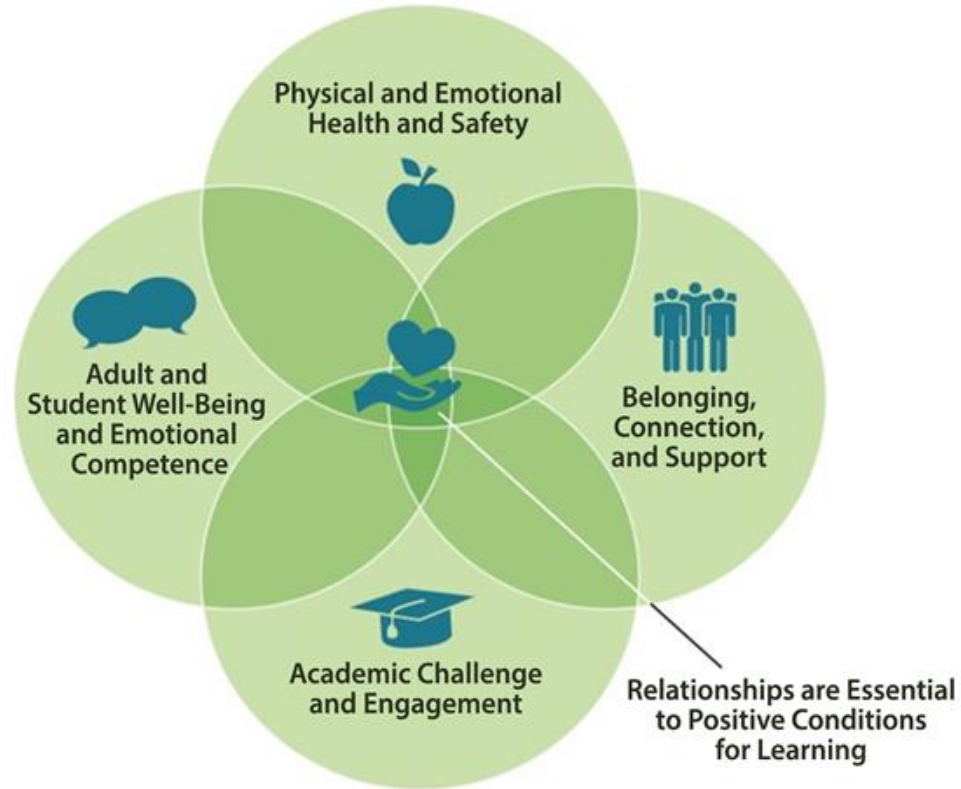 Physical and Emotional
Health and Safety
Adult and
Student Well-Being
and Emotional
Competence
Belonging,
Connection,
and Support
Academic Challenge
and Engagement
Relationships are Essential
to Positive Conditions
for Learning